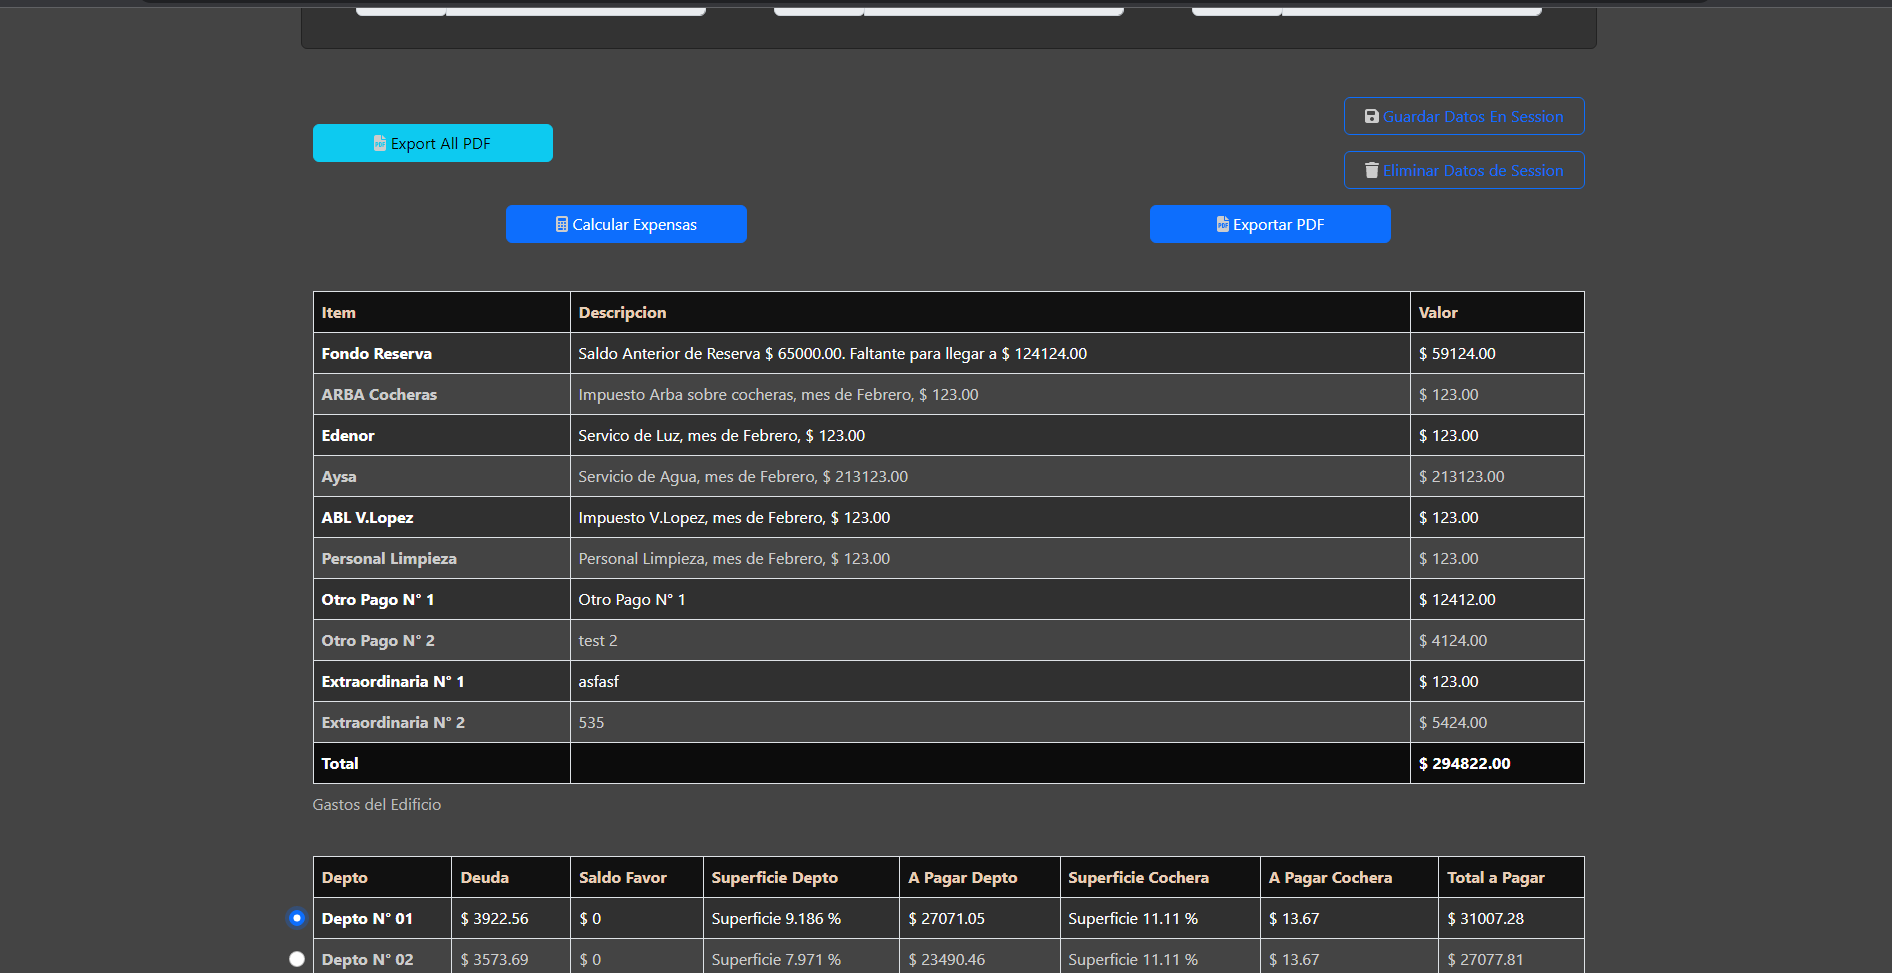 Guardar Datos En Session
Export All PDF
Eliminar Datos de Session
Calcular Expensas
Exportar PDF
Item Descripcion Valor
Fondo Reserva Saldo Anterior de Reserva $ 65000.00. Faltante para llegar a $ 124124.00 $ 59124.00
ARBA Cocheras Impuesto Arba sobre cocheras, mes de Febrero, $ 123.00 $ 123.00
Edenor Servico de Luz, mes de Febrero, $ 123.00 $ 123.00
Aysa Servicio de Agua, mes de Febrero, $ 213123.00 $ 213123.00
ABL V.Lopez Impuesto V.Lopez, mes de Febrero, $ 123.00 $ 123.00
Personal Limpieza Personal Limpieza, mes de Febrero, $ 123.00 $ 123.00
Otro Pago N° 1 Otro Pago N° 1 $ 12412.00
Otro Pago N° 2 test 2 $ 4124.00
Extraordinaria N° 1 asfasf $ 123.00
Extraordinaria N° 2 535 $ 5424.00
Total $ 294822.00
Gastos del Edificio
Depto Deuda Saldo Favor Superficie Depto A Pagar Depto Superficie Cochera A Pagar Cochera Total a Pagar
Depto N° 01 $ 3922.56 $ 0 Superficie 9.186 % $ 27071.05 Superficie 11.11 % $ 13.67 $ 31007.28
Depto N° 02 $ 3573.69 $ 0 Superficie 7.971 % $ 23490.46 Superficie 11.11 % $ 13.67 $ 27077.81